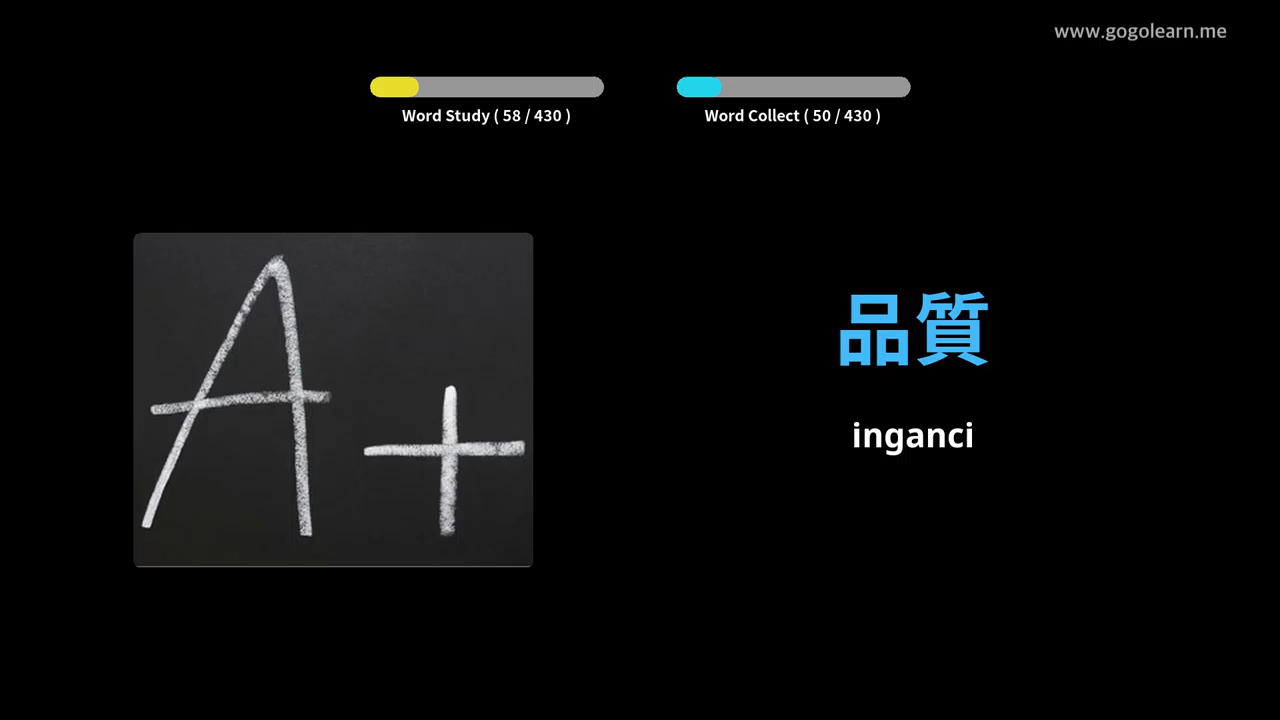 www.gogolearn.me
Word Study ( 58 / 430 )
Word Collect ( 50 / 430 )
A+
品質
inganci